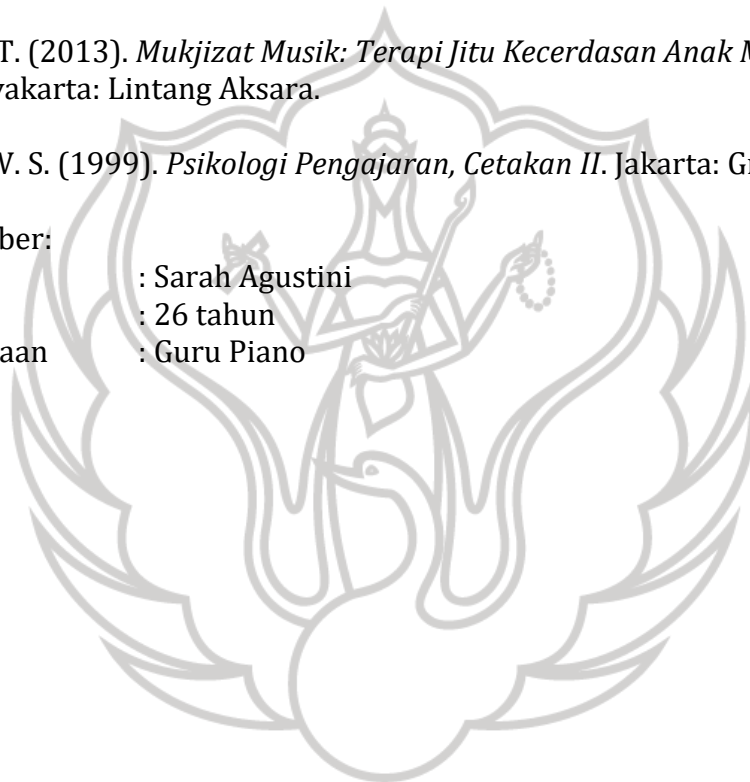 T. (2013). Mukjizat Musik: Terapi Jitu Kecerdasan Anak
yakarta: Lintang Aksara.
W. S. (1999). Psikologi Pengajaran, Cetakan II. Jakarta:
ber:
: Sarah Agustini
: 26 tahun
aan : Guru Piano